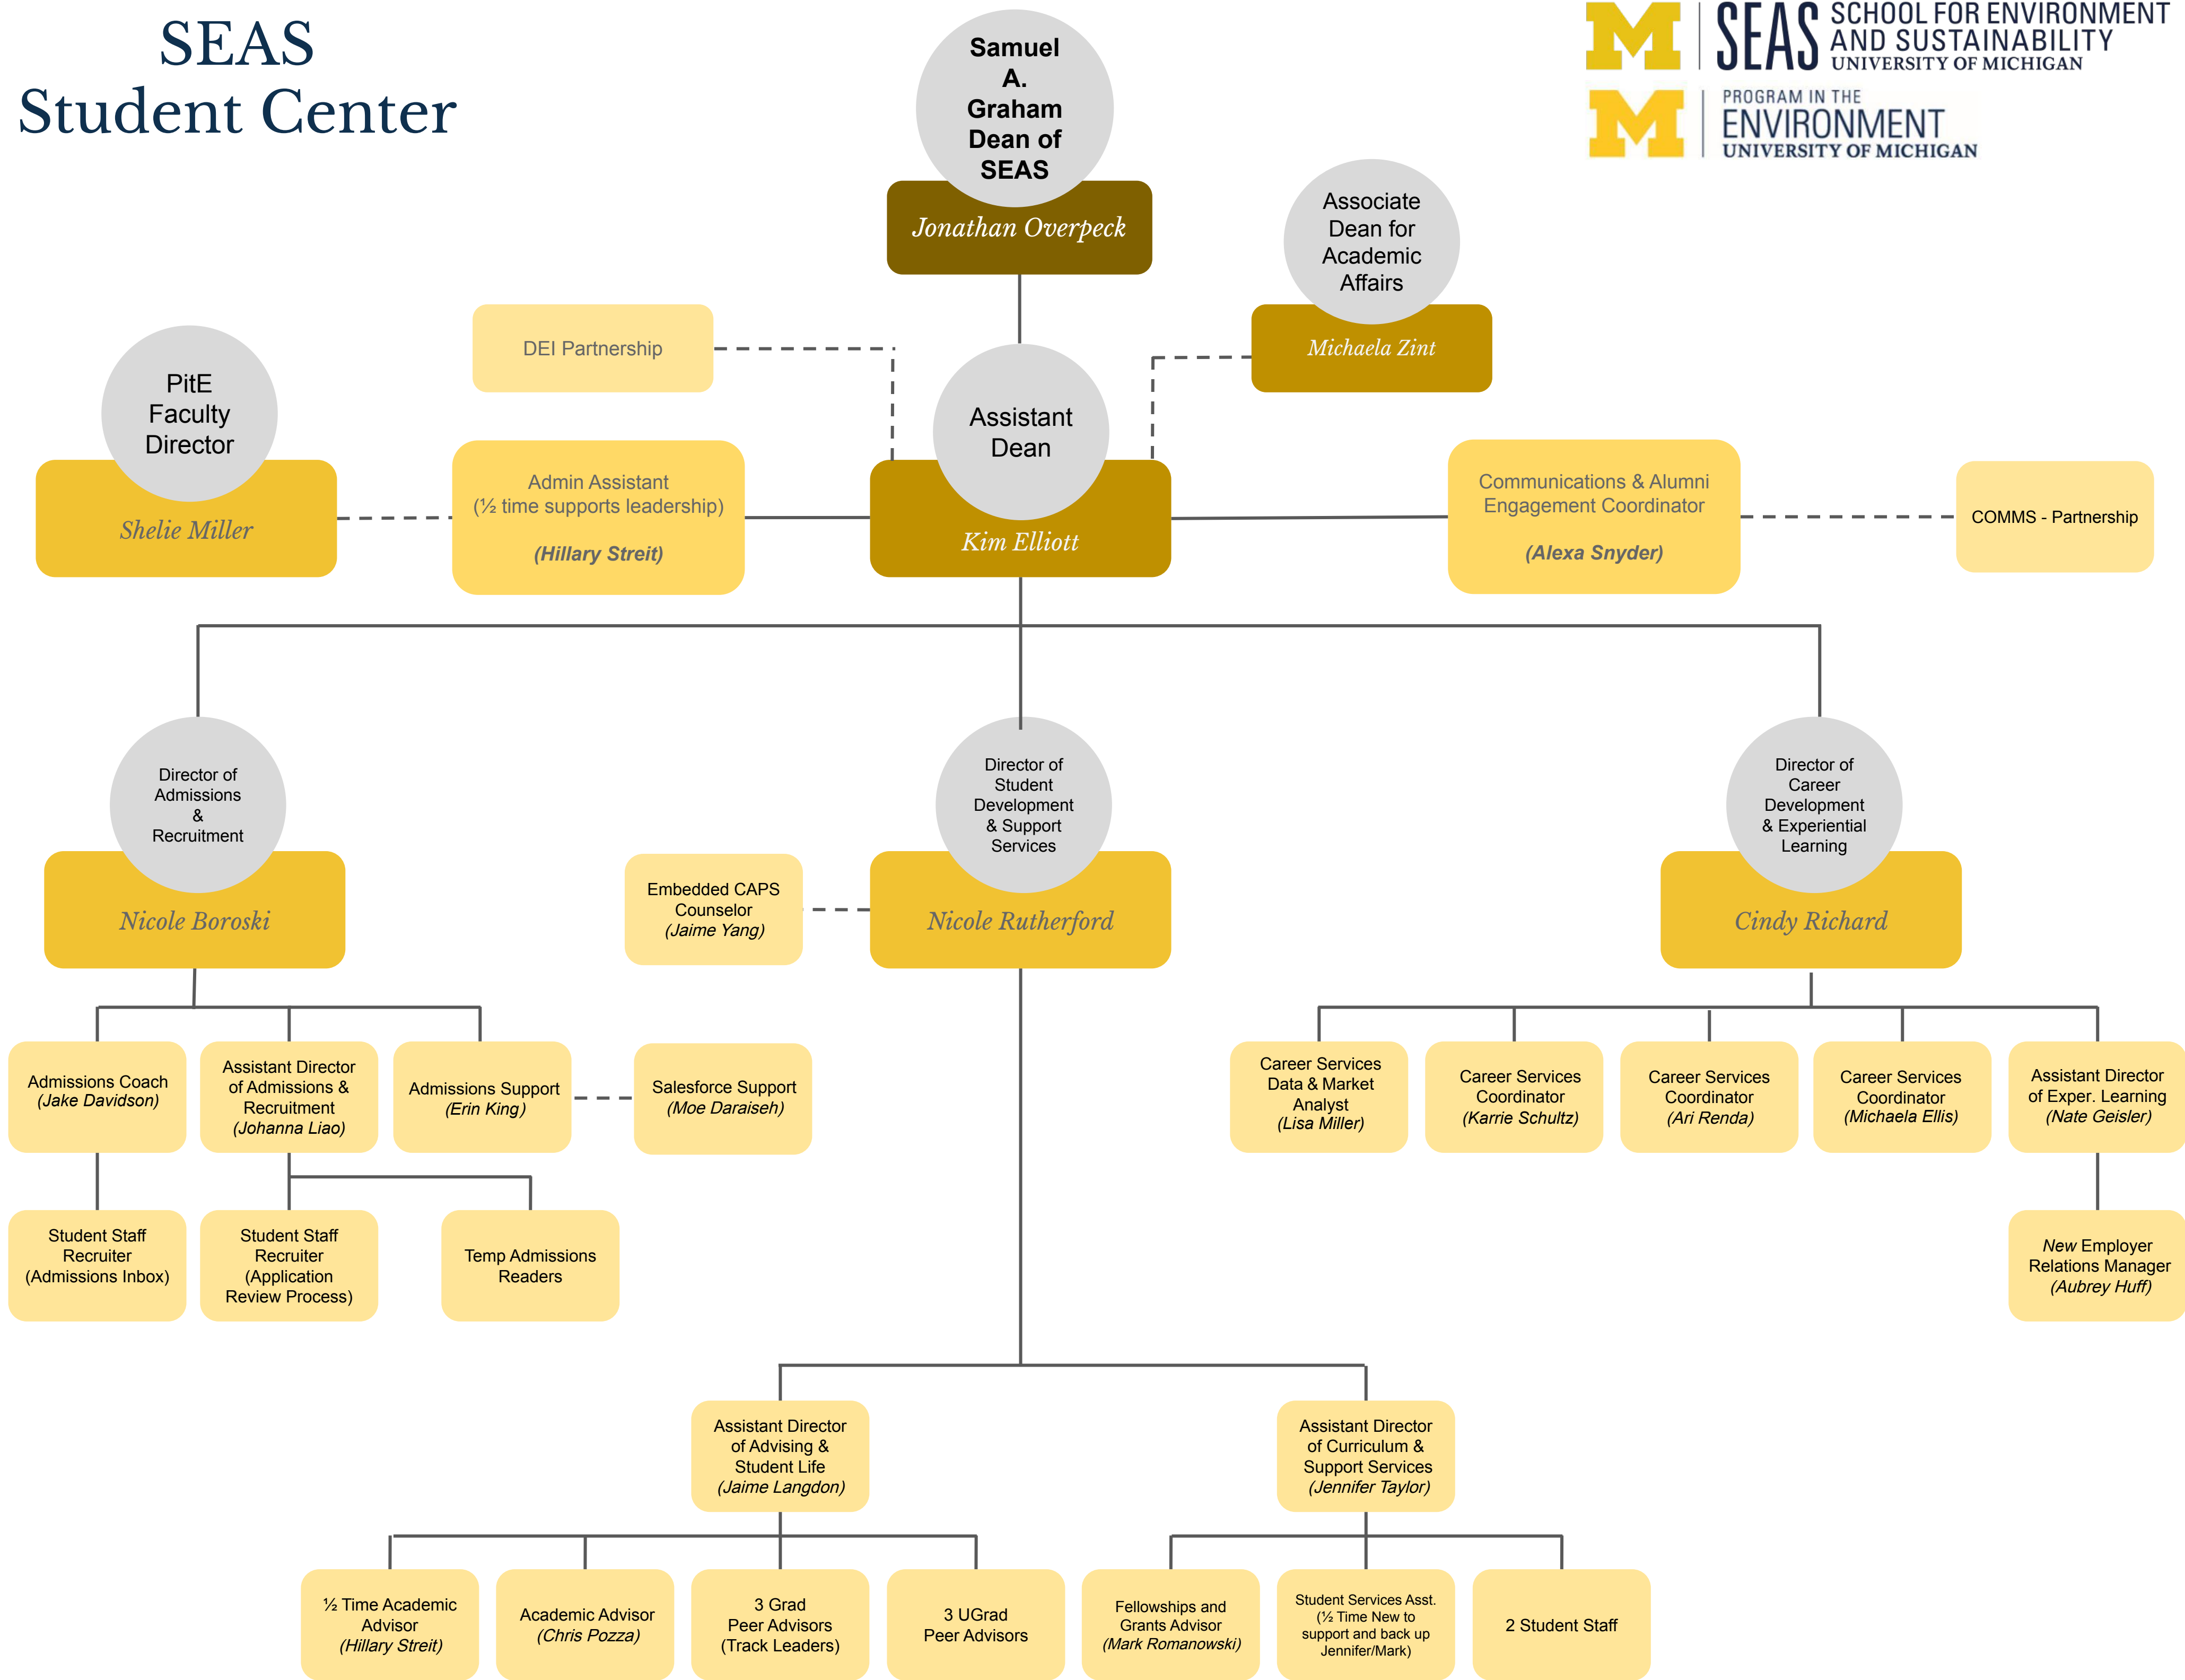 SEAS
Student Center
SEAS SCHOOL FOR ENVIRONMENT
AND SUSTAINABILITY
UNIVERSITY OF MICHIGAN
PROGRAM IN THE
ENVIRONMENT
UNIVERSITY OF MICHIGAN
Samuel
A.
Graham
Dean of
SEAS
Jonathan Overpeck
Associate
Dean for
Academic
Affairs
Michaela Zint
DEI Partnership
PitE
Faculty
Director
Shelie Miller
Admin Assistant
(½ time supports leadership)
(Hillary Streit)
Assistant
Dean
Kim Elliott
Communications & Alumni
Engagement Coordinator
(Alexa Snyder)
COMMS - Partnership
Director of
Admissions
&
Recruitment
Nicole Boroski
Embedded CAPS
Counselor
(Jaime Yang)
Director of
Student
Development
& Support
Services
Nicole Rutherford
Director of
Career
Development
& Experiential
Learning
Cindy Richard
Admissions Coach
(Jake Davidson)
Assistant Director
of Admissions &
Recruitment
(Johanna Liao)
Admissions Support
(Erin King)
Salesforce Support
(Moe Daraiseh)
Career Services
Data & Market
Analyst
(Lisa Miller)
Career Services
Coordinator
(Karrie Schultz)
Career Services
Coordinator
(Ari Renda)
Career Services
Coordinator
(Michaela Ellis)
Assistant Director
of Exper. Learning
(Nate Geisler)
Student Staff
Recruiter
(Admissions Inbox)
Student Staff
Recruiter
(Application
Review Process)
Temp Admissions
Readers
New Employer
Relations Manager
(Aubrey Huff)
Assistant Director
of Advising &
Student Life
(Jaime Langdon)
Assistant Director
of Curriculum &
Support Services
(Jennifer Taylor)
½ Time Academic
Advisor
(Hillary Streit)
Academic Advisor
(Chris Pozza)
3 Grad
Peer Advisors
(Track Leaders)
3 UGrad
Peer Advisors
Fellowships and
Grants Advisor
(Mark Romanowski)
Student Services Asst.
(½ Time New to
support and back up
Jennifer/Mark)
2 Student Staff